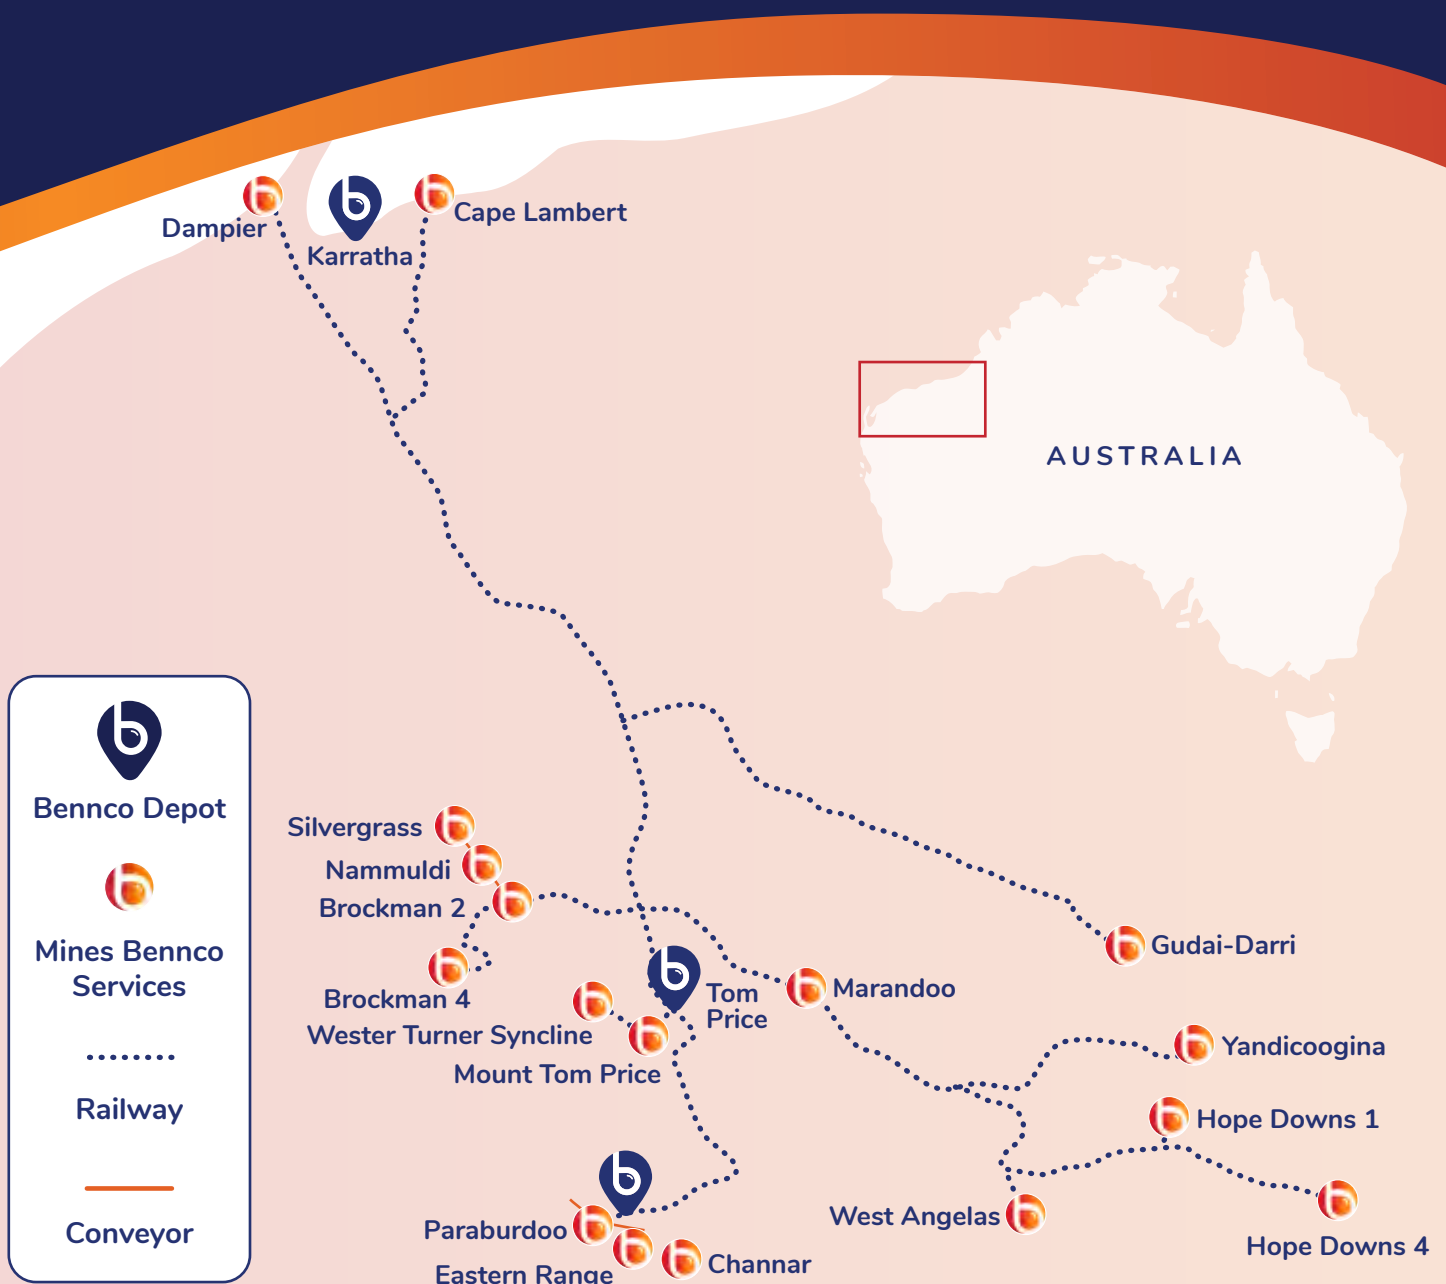 Dampier
Karratha
Cape Lambert
AUSTRALIA
Bennco Depot
Mines Bennco
Services
Railway
Conveyor
Silvergrass
Nammuldi
Brockman 2
Brockman 4
Gudai-Darri
Tom
Price
Marandoo
Wester Turner Syncline
Mount Tom Price
Yandicoogina
Hope Downs 1
West Angelas
Hope Downs 4
Paraburdoo
Eastern Range
Channar